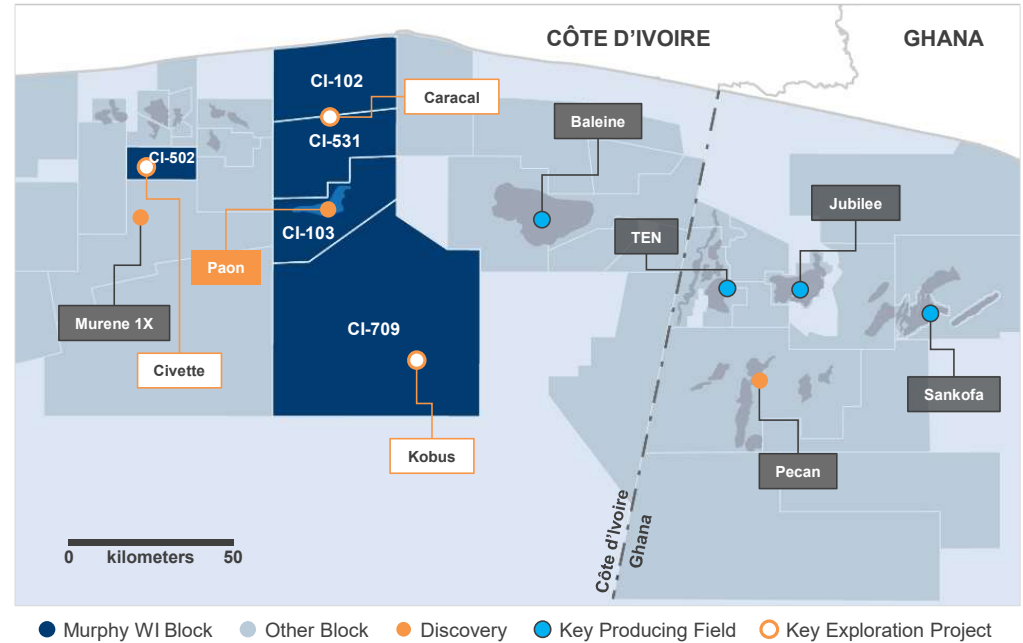 CÔTE D'IVOIRE
GHANA
CI-102
Caracal
Baleine
CI-531
CI-502
Jubilee
CI-103
TEN
Paon
Murene 1X
CI-709
Civette
Sankofa
Kobus
Pecan
Côte d'Ivoire
Ghana
0 kilometers 50
Murphy WI Block Other Block Discovery Key Producing Field Key Exploration Project